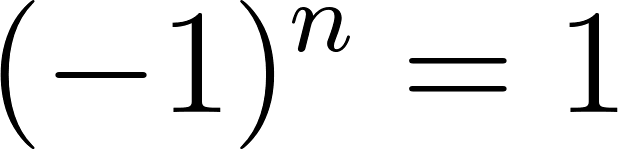 (−1)ⁿ = 1